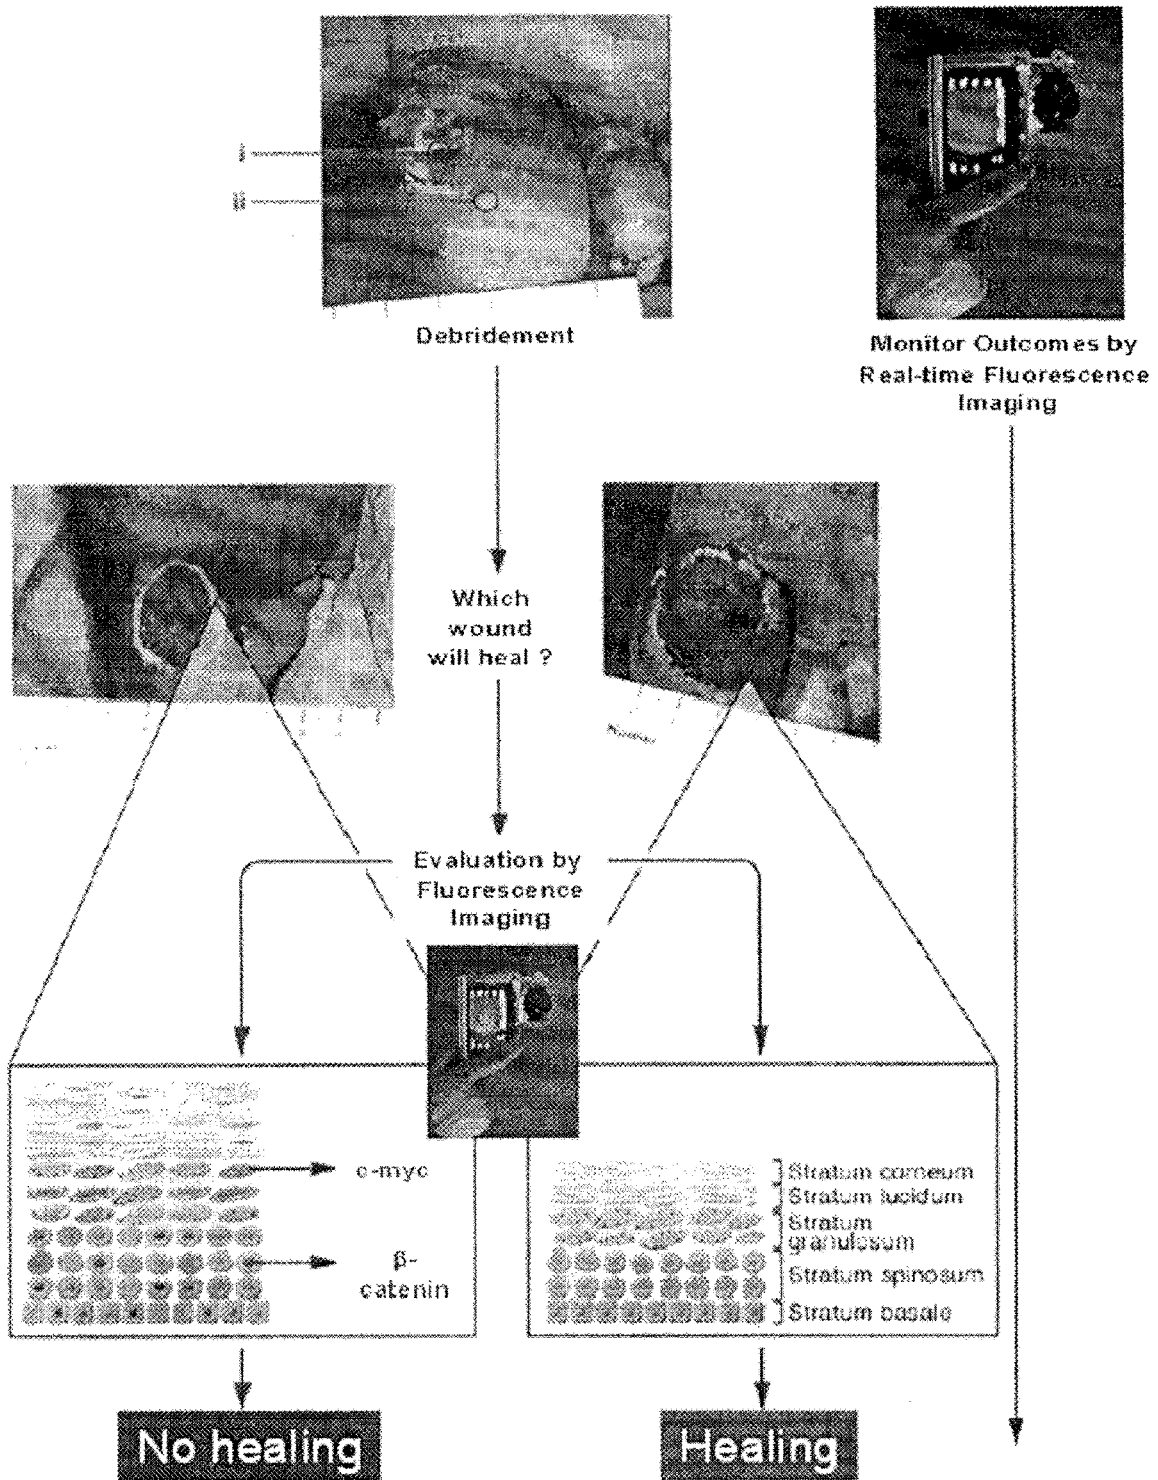 i
ii
Debridement
Monitor Outcomes by
Real-time Fluorescence
Imaging
Which
wound
will heal ?
Evaluation by
Fluorescence
Imaging
c-myc
β-
catenin
Stratum corneum
Stratum lucidum
Stratum
granulosum
Stratum spinosum
Stratum basale
No healing
Healing